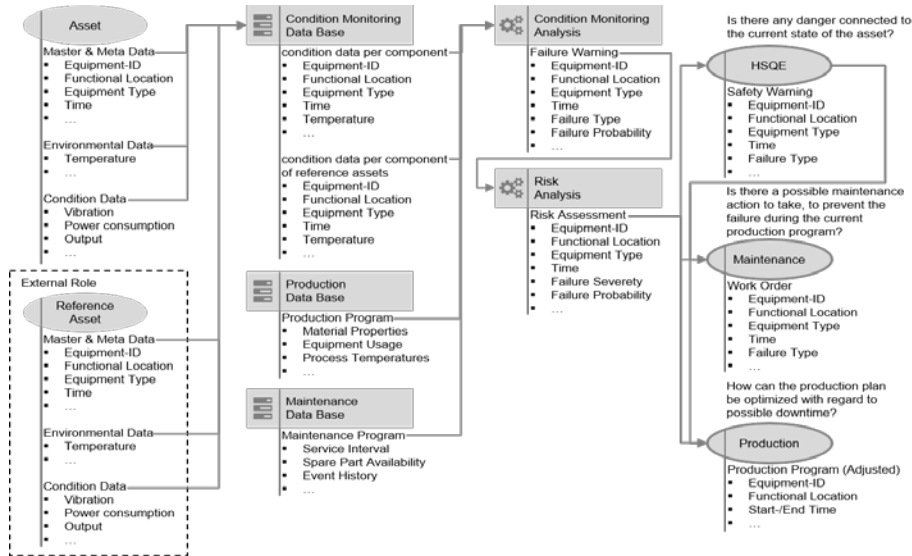 Asset
Master & Meta Data
▪ Equipment-ID
▪ Functional Location
▪ Equipment Type
▪ Time
▪ …
Environmental Data
▪ Temperature
▪ …
Condition Data
▪ Vibration
▪ Power consumption
▪ Output
▪ …
External Role
Reference
Asset
Master & Meta Data
▪ Equipment-ID
▪ Functional Location
▪ Equipment Type
▪ Time
▪ …
Environmental Data
▪ Temperature
▪ …
Condition Data
▪ Vibration
▪ Power consumption
▪ Output
▪ …
Condition Monitoring
Data Base
condition data per component
▪ Equipment-ID
▪ Functional Location
▪ Equipment Type
▪ Time
▪ Temperature
▪ …
condition data per component
of reference assets
▪ Equipment-ID
▪ Functional Location
▪ Equipment Type
▪ Time
▪ Temperature
▪ …
Production
Data Base
Production Program
▪ Material Properties
▪ Equipment Usage
▪ Process Temperatures
▪ …
Maintenance
Data Base
Maintenance Program
▪ Service Interval
▪ Spare Part Availability
▪ Event History
▪ …
Condition Monitoring
Analysis
Failure Warning
▪ Equipment-ID
▪ Functional Location
▪ Equipment Type
▪ Time
▪ Failure Type
▪ Failure Probability
▪ …
Risk
Analysis
Risk Assessment
▪ Equipment-ID
▪ Functional Location
▪ Equipment Type
▪ Time
▪ Failure Severety
▪ Failure Probability
▪ …
Is there any danger connected to
the current state of the asset?
HSQE
Safety Warning
▪ Equipment-ID
▪ Functional Location
▪ Equipment Type
▪ Time
▪ Failure Type
▪ …
Is there a possible maintenance
action to take, to prevent the
failure during the current
production program?
Maintenance
Work Order
▪ Equipment-ID
▪ Functional Location
▪ Equipment Type
▪ Time
▪ Failure Type
▪ …
How can the production plan
be optimized with regard to
possible downtime?
Production
Production Program (Adjusted)
▪ Equipment-ID
▪ Functional Location
▪ Start-/End Time
▪ …